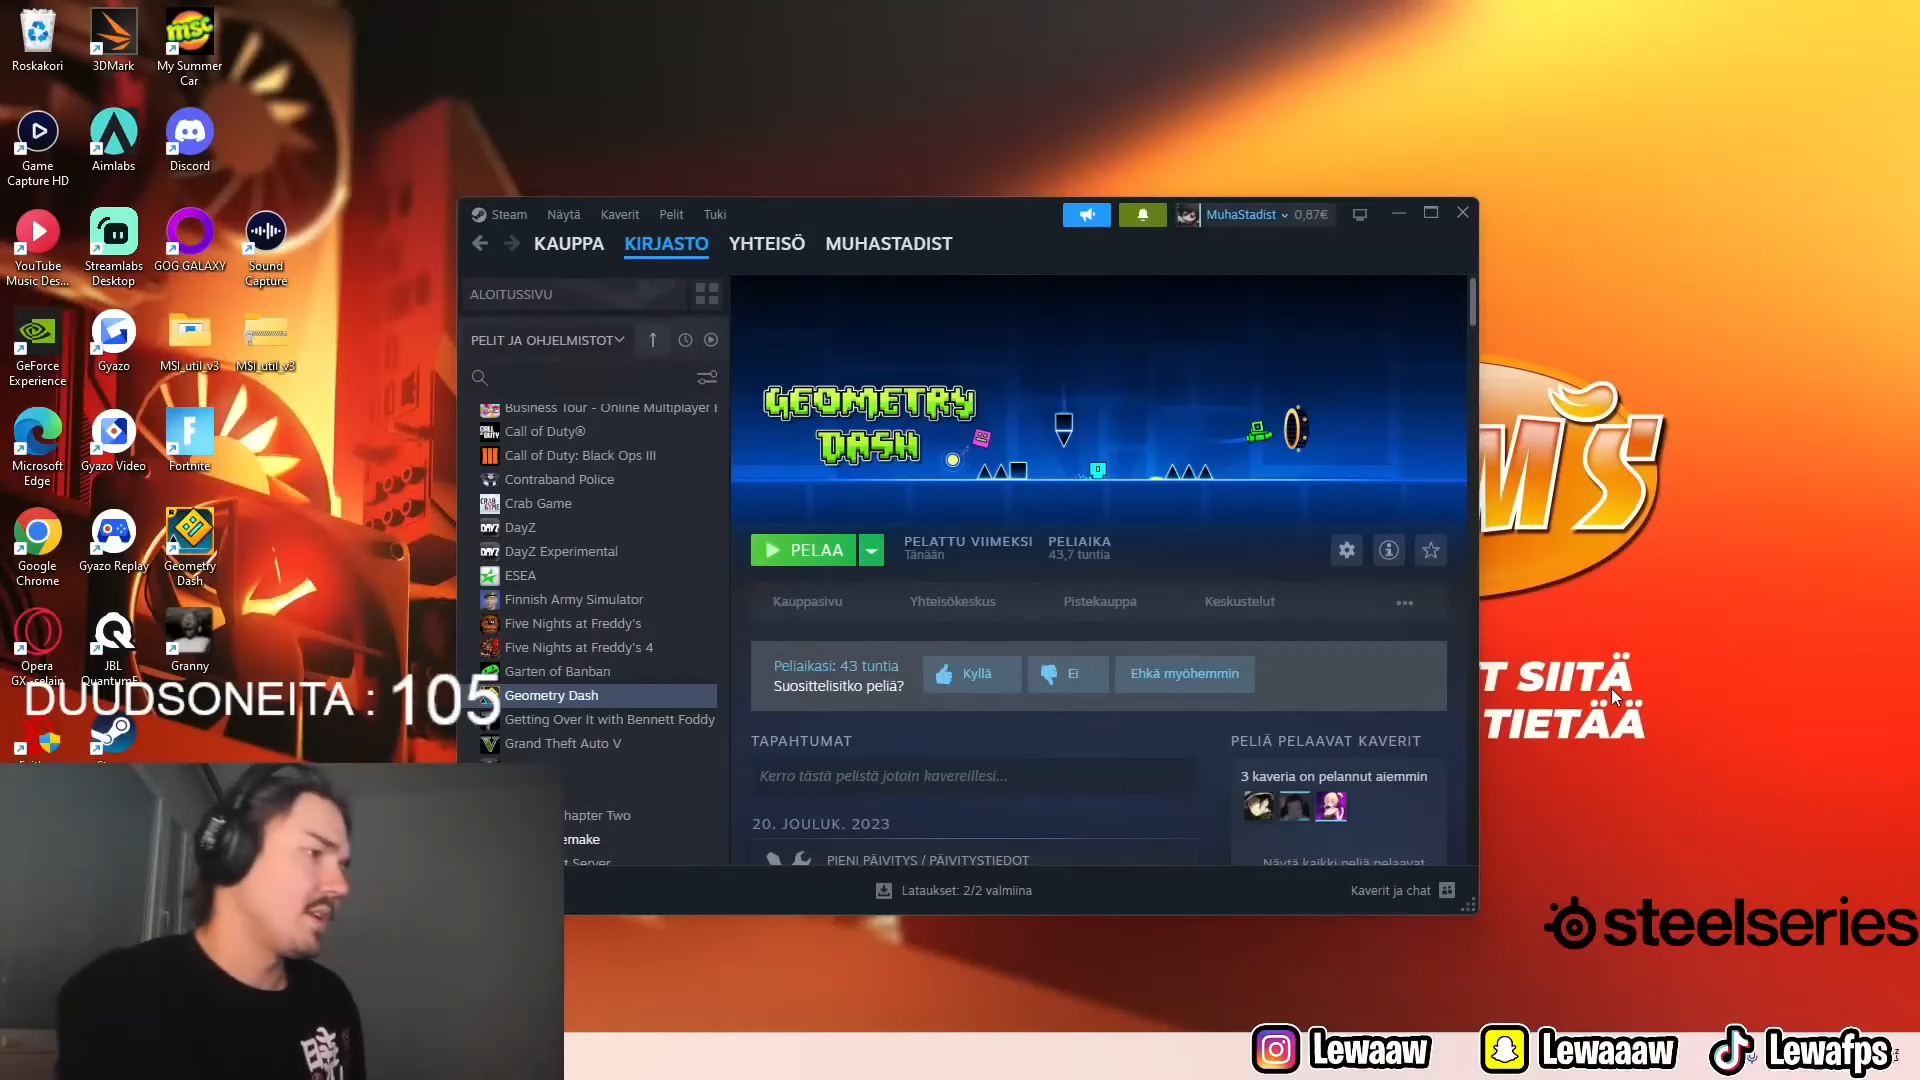 Roskakori
3DMark
My Summer
Car
Game
Capture HD
Aimlabs
Discord
YouTube
Music Des...
Streamlabs
Desktop
GOG GALAXY
Sound
Capture
GeForce
Experience
Gyazo
MSI_util_v3
MSI_util_v3
Microsoft
Edge
Gyazo Video
Fortnite
Google
Chrome
Gyazo Replay
Geometry
Dash
Opera
GX -selain
JBL
Granny
DUUDSONEITA : 105
Steam Näytä Kaverit Pelit Tuki
MuhaStadist 0,87€
KAUPPA KIRJASTO YHTEISÖ MUHASTADIST
ALOITUSSIVU
PELIT JA OHJELMISTOT
Business Tour - Online Multiplayer
Call of Duty®
Call of Duty: Black Ops III
Contraband Police
Crab Game
DayZ
DayZ Experimental
ESEA
Finnish Army Simulator
Five Nights at Freddy's
Five Nights at Freddy's 4
Garten of Banban
Geometry Dash
Getting Over It with Bennett Foddy
Grand Theft Auto V
hapter Two
emake
t Server
GEOMETRY
DASH
PELAA
PELATTU VIIMEKSI
Tänään
PELIAIKA
43,7 tuntia
Kauppasivu Yhteisökeskus Pistekauppa Keskustelut ...
Peliaikasi: 43 tuntia
Suosittelisitko peliä?
Kyllä Ei Ehkä myöhemmin
TAPAHTUMAT
Kerro tästä pelistä jotain kavereillesi...
20. JOULUK. 2023
PIENI PÄIVITYS / PÄIVITYSTIEDOT
PELIÄ PELAAVAT KAVERIT
3 kaveria on pelannut aiemmin
Näytä kaikki peliä pelaavat
Lataukset: 2/2 valmiina
Kaverit ja chat
M's
T SIITÄ
TIETÄÄ
steelseries
Lewaaw Lewaaaw Lewafps